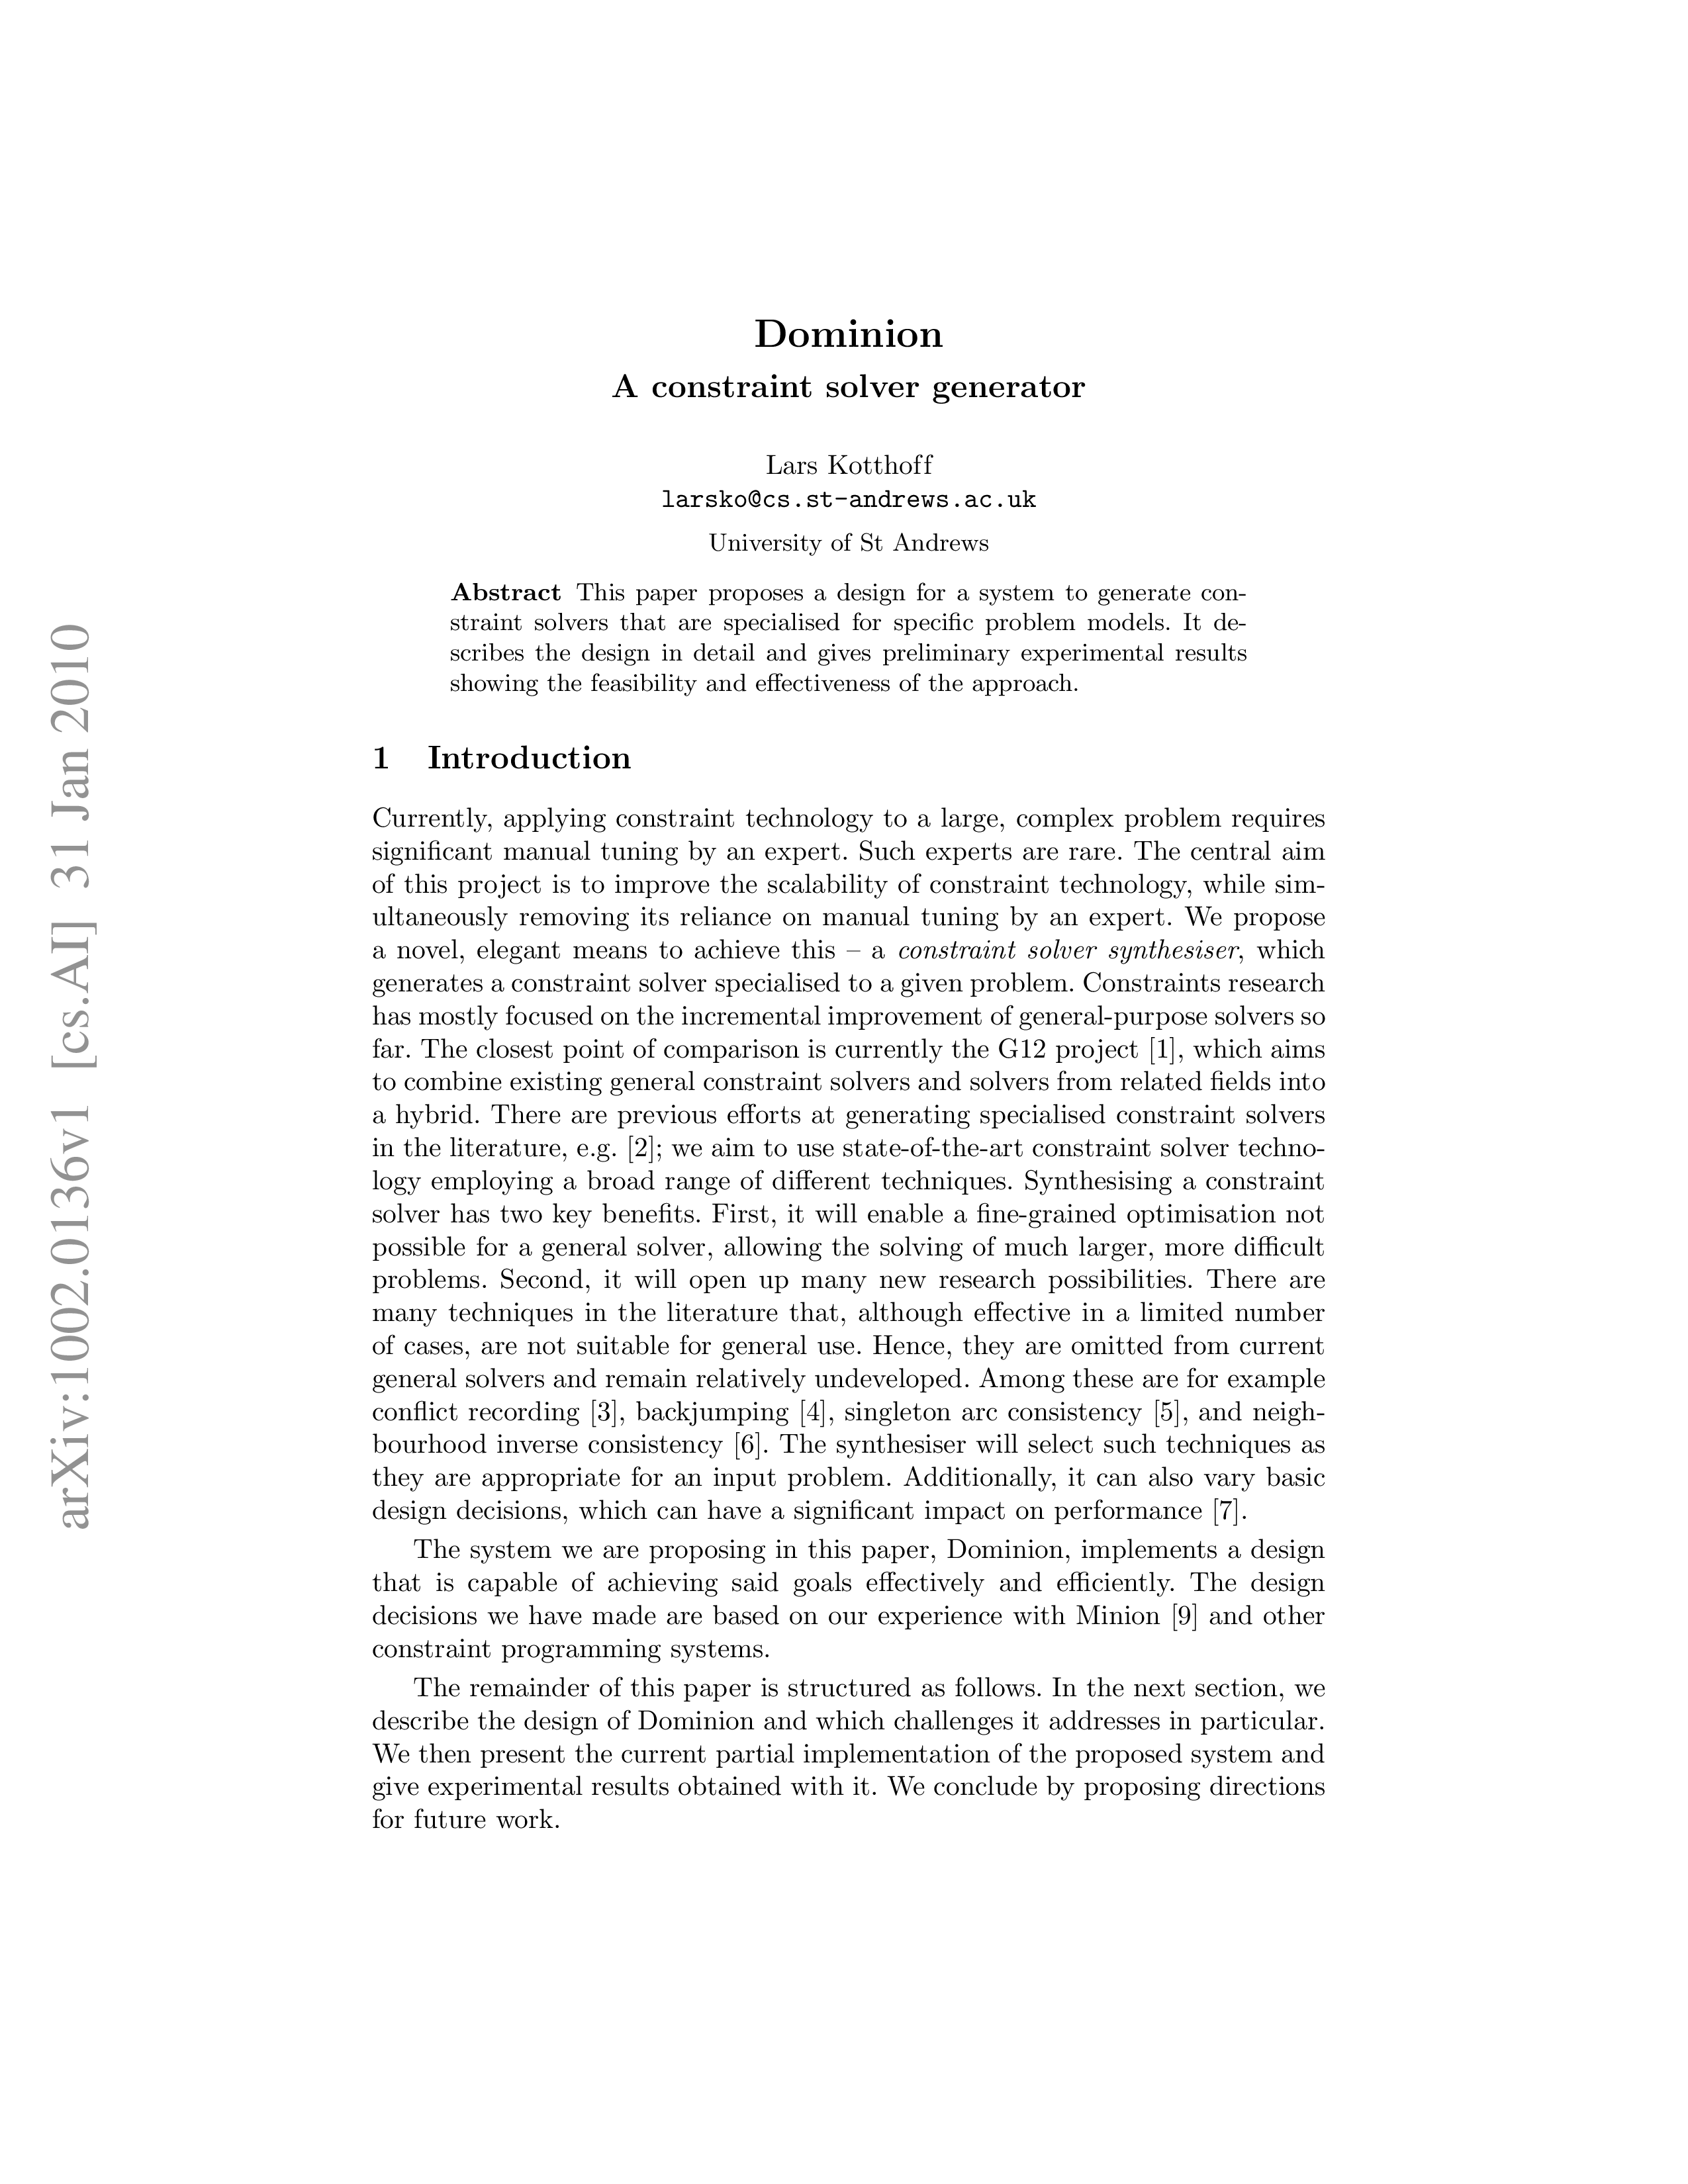 Dominion
A constraint solver generator
Lars Kotthoff
larsko@cs.st-andrews.ac.uk
University of St Andrews
Abstract This paper proposes a design for a system to generate con-
straint solvers that are specialised for specific problem models. It de-
scribes the design in detail and gives preliminary experimental results
showing the feasibility and effectiveness of the approach.
1 Introduction
Currently, applying constraint technology to a large, complex problem requires
significant manual tuning by an expert. Such experts are rare. The central aim
of this project is to improve the scalability of constraint technology, while sim-
ultaneously removing its reliance on manual tuning by an expert. We propose
a novel, elegant means to achieve this – a constraint solver synthesiser, which
generates a constraint solver specialised to a given problem. Constraints research
has mostly focused on the incremental improvement of general-purpose solvers so
far. The closest point of comparison is currently the G12 project [1], which aims
to combine existing general constraint solvers and solvers from related fields into
a hybrid. There are previous efforts at generating specialised constraint solvers
in the literature, e.g. [2]; we aim to use state-of-the-art constraint solver techno-
logy employing a broad range of different techniques. Synthesising a constraint
solver has two key benefits. First, it will enable a fine-grained optimisation not
possible for a general solver, allowing the solving of much larger, more difficult
problems. Second, it will open up many new research possibilities. There are
many techniques in the literature that, although effective in a limited number
of cases, are not suitable for general use. Hence, they are omitted from current
general solvers and remain relatively undeveloped. Among these are for example
conflict recording [3], backjumping [4], singleton arc consistency [5], and neigh-
bourhood inverse consistency [6]. The synthesiser will select such techniques as
they are appropriate for an input problem. Additionally, it can also vary basic
design decisions, which can have a significant impact on performance [7].
The system we are proposing in this paper, Dominion, implements a design
that is capable of achieving said goals effectively and efficiently. The design
decisions we have made are based on our experience with Minion [9] and other
constraint programming systems.
The remainder of this paper is structured as follows. In the next section, we
describe the design of Dominion and which challenges it addresses in particular.
We then present the current partial implementation of the proposed system and
give experimental results obtained with it. We conclude by proposing directions
for future work.
arXiv:1002.0136v1 [cs.AI] 31 Jan 2010